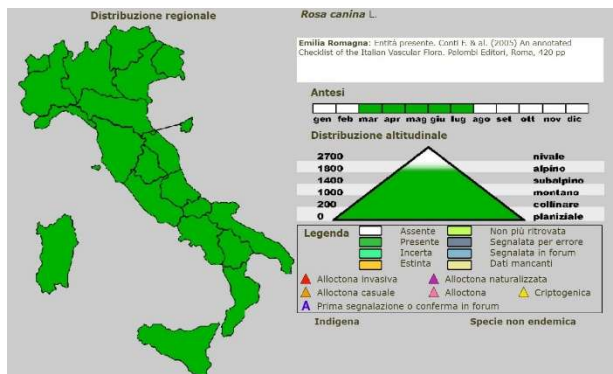 Distribuzione regionale
Rosa canina L.
Emilia Romagna: Entità presente. Conti F. & al. (2005) An annotated
Checklist of the Italian Vascular Flora. Palombi Editori, Roma, 420 pp
Antesi
gen feb mar apr mag giu lug ago set ott nov dic
Distribuzione altitudinale
2700 nivale
1800 alpino
1400 subalpino
1000 montano
200 collinare
0 planiziale
Legenda
Assente Non più ritrovata
Presente Segnalata per errore
Incerta Segnalata in forum
Estinta Dati mancanti
Alloctona invasiva Alloctona naturalizzata
Alloctona casuale Alloctona Criptogenica
A Prima segnalazione o conferma in forum
Indigena Specie non endemica